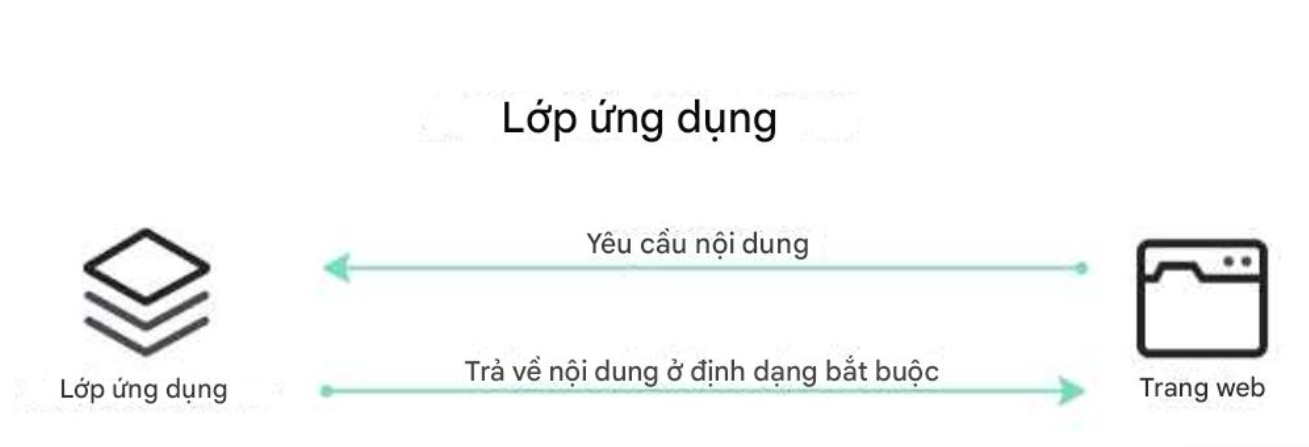 Lớp ứng dụng
Yêu cầu nội dung
Trả về nội dung ở định dạng bắt buộc
Lớp ứng dụng
Trang web